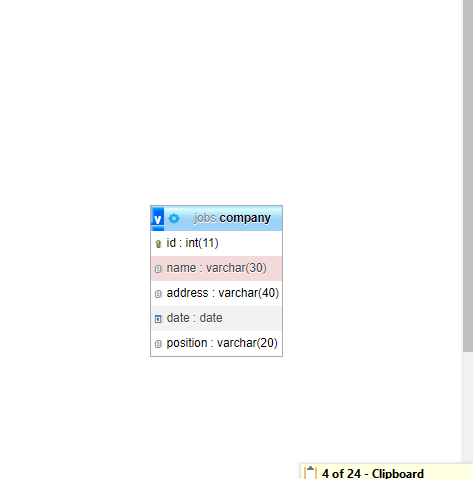 v jobs company
id : int(11)
name : varchar(30)
address : varchar(40)
date : date
position : varchar(20)
4 of 24 - Clipboard